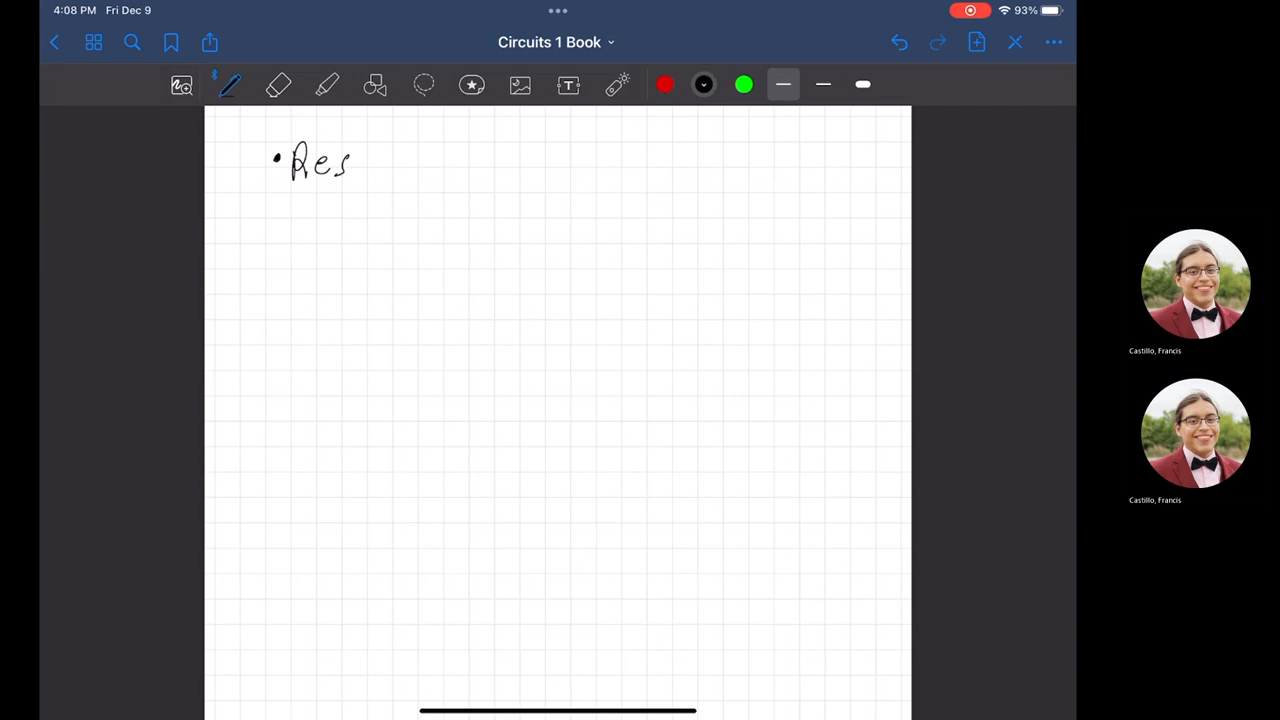 4:08 PM Fri Dec 9
93%
Circuits 1 Book
T
• Res
Castillo, Francis
Castillo, Francis